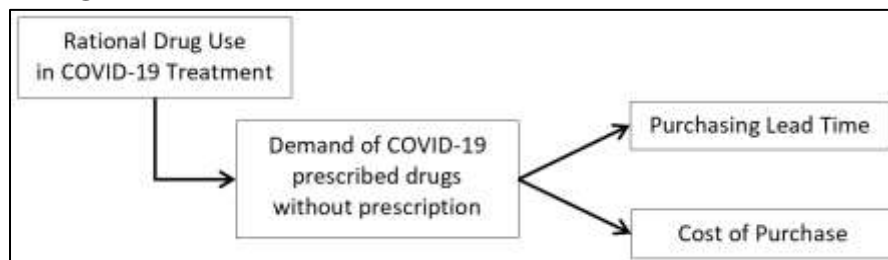 Rational Drug Use
in COVID-19 Treatment
Demand of COVID-19
prescribed drugs
without prescription
Purchasing Lead Time
Cost of Purchase